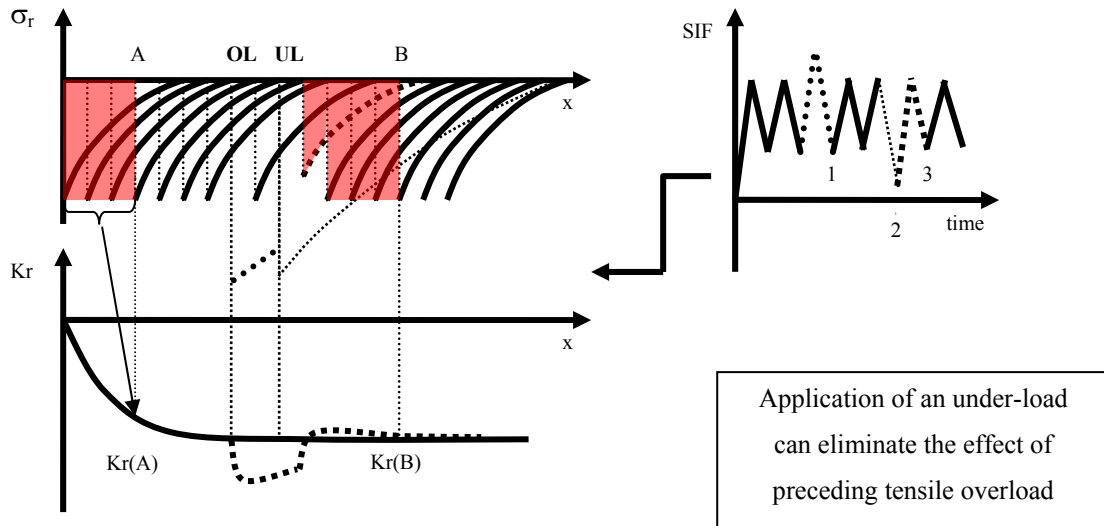 σr
A
OL
UL
B
x
SIF
1
3
2
time
Kr
x
Kr(A)
Kr(B)
Application of an under-load
can eliminate the effect of
preceding tensile overload